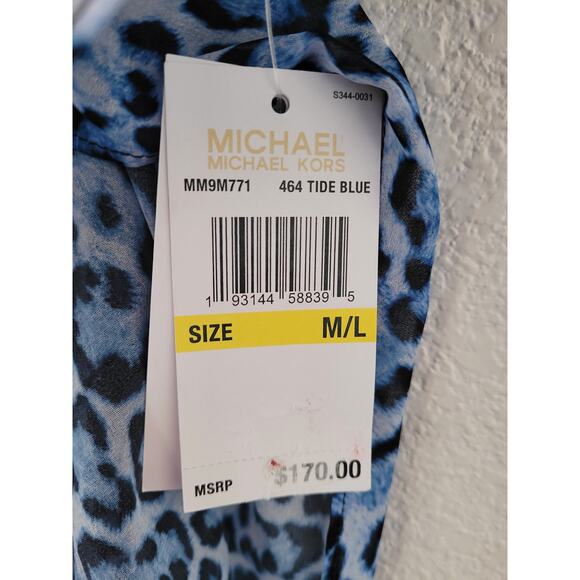 S344-0031
MICHAEL
MICHAEL KORS
MM9M771 464 TIDE BLUE
1 93144 58839 5
SIZE M/L
MSRP $170.00